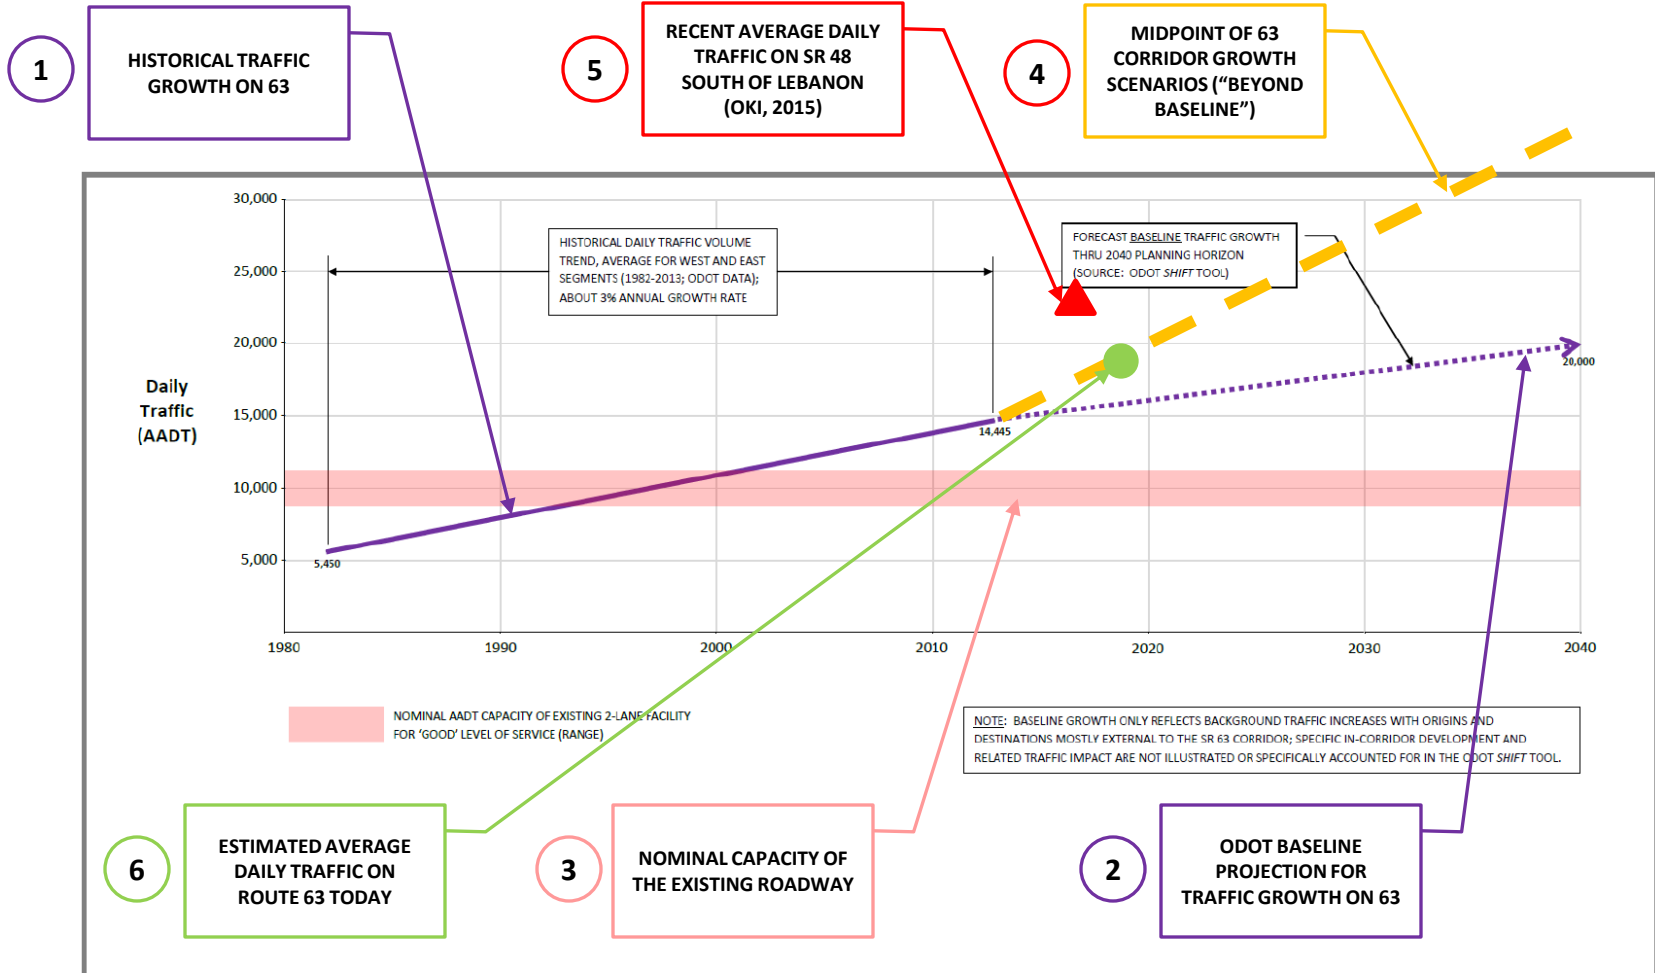 1
HISTORICAL TRAFFIC
GROWTH ON 63
5
RECENT AVERAGE DAILY
TRAFFIC ON SR 48
SOUTH OF LEBANON
(OKI, 2015)
4
MIDPOINT OF 63
CORRIDOR GROWTH
SCENARIOS (“BEYOND
BASELINE”)
30,000
25,000
20,000
15,000
10,000
5,000
Daily
Traffic
(AADT)
HISTORICAL DAILY TRAFFIC VOLUME
TREND, AVERAGE FOR WEST AND EAST
SEGMENTS (1982-2013; ODOT DATA);
ABOUT 3% ANNUAL GROWTH RATE
FORECAST BASELINE TRAFFIC GROWTH
THRU 2040 PLANNING HORIZON
(SOURCE: ODOT SHIFT TOOL)
20,000
14,445
5,450
1980
1990
2000
2010
2020
2030
2040
NOMINAL AADT CAPACITY OF EXISTING 2-LANE FACILITY
FOR ‘GOOD’ LEVEL OF SERVICE (RANGE)
NOTE: BASELINE GROWTH ONLY REFLECTS BACKGROUND TRAFFIC INCREASES WITH ORIGINS AND
DESTINATIONS MOSTLY EXTERNAL TO THE SR 63 CORRIDOR; SPECIFIC IN-CORRIDOR DEVELOPMENT AND
RELATED TRAFFIC IMPACT ARE NOT ILLUSTRATED OR SPECIFICALLY ACCOUNTED FOR IN THE ODOT SHIFT TOOL.
6
ESTIMATED AVERAGE
DAILY TRAFFIC ON
ROUTE 63 TODAY
3
NOMINAL CAPACITY OF
THE EXISTING ROADWAY
2
ODOT BASELINE
PROJECTION FOR
TRAFFIC GROWTH ON 63